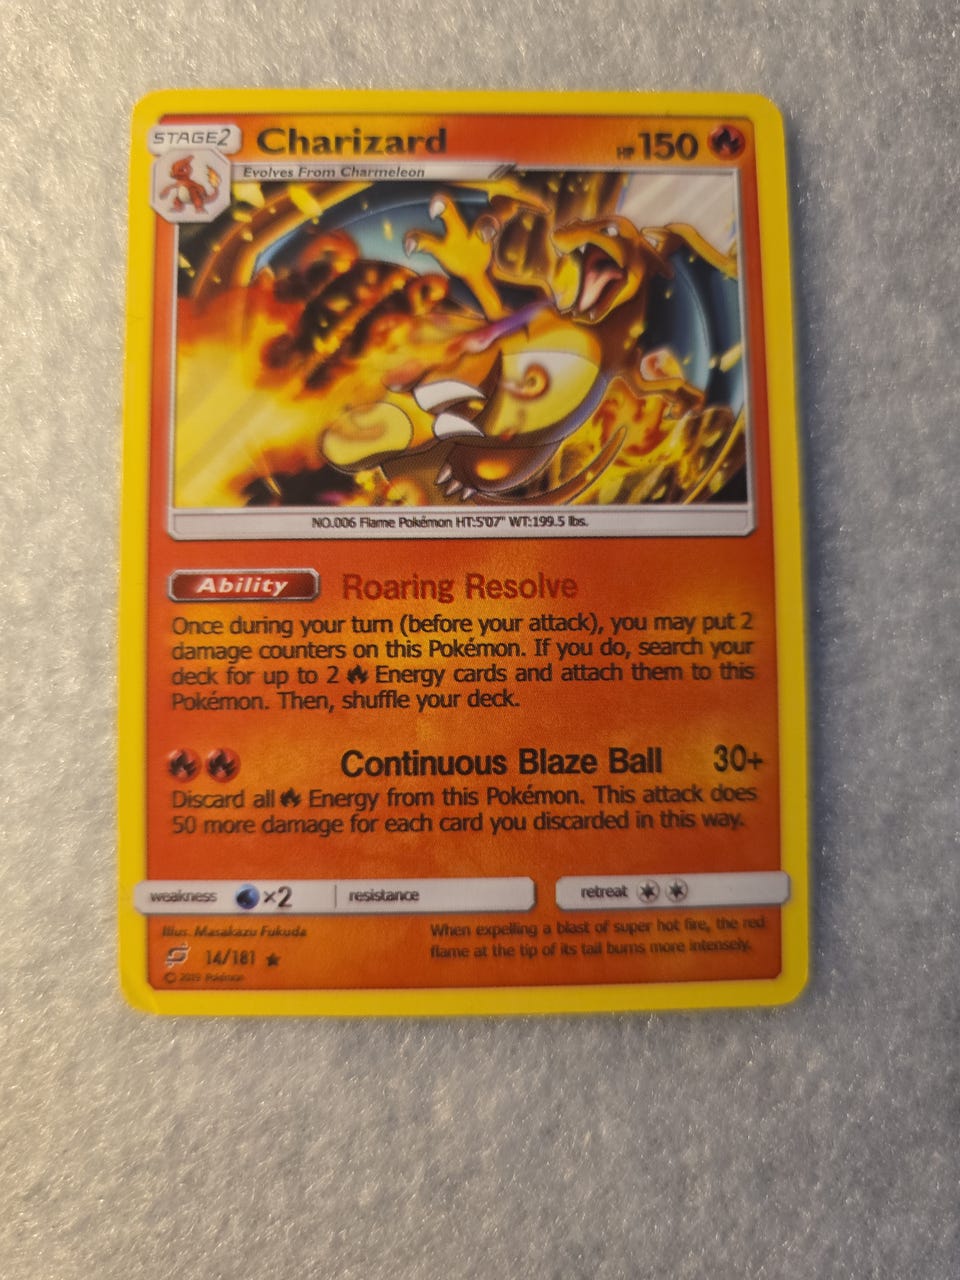 STAGE2 Charizard HP 150
Evolves From Charmeleon
NO.006 Flame Pokémon HT:5'07" WT:199.5 lbs.
Ability Roaring Resolve
Once during your turn (before your attack), you may put 2
damage counters on this Pokémon. If you do, search your
deck for up to 2 Energy cards and attach them to this
Pokémon. Then, shuffle your deck.
Continuous Blaze Ball 30+
Discard all Energy from this Pokémon. This attack does
50 more damage for each card you discarded in this way.
weakness ×2 resistance retreat
Illus. Masakazu Fukuda
When expelling a blast of super hot fire, the red
flame at the tip of its tail burns more intensely.
14/181 ★
© 2019 Pokémon